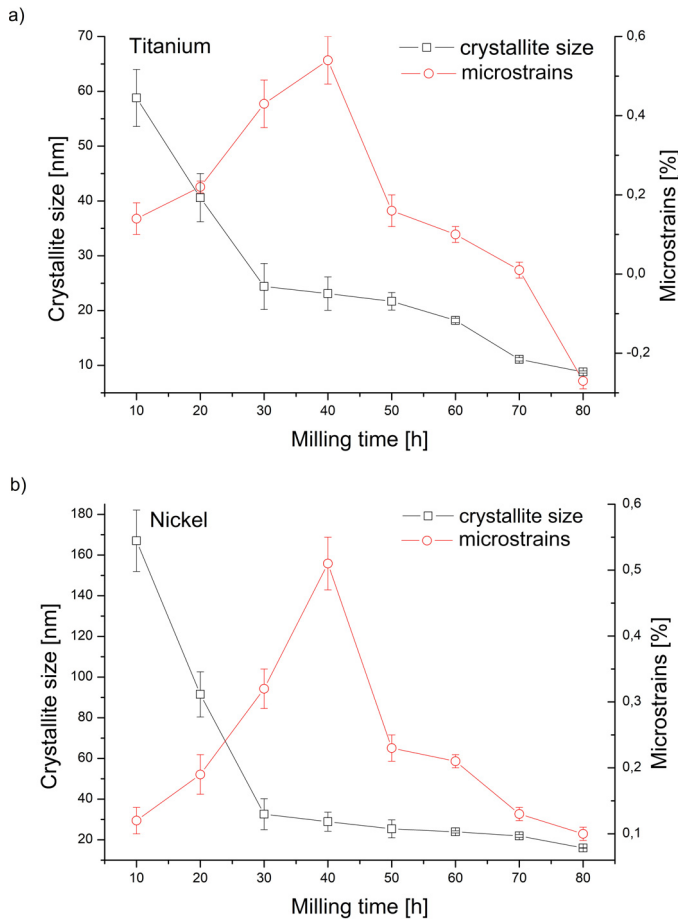 a)
Titanium
crystallite size
microstrains
70
60
50
40
30
20
10
Crystallite size [nm]
0,6
0,4
0,2
0,0
-0,2
Microstrains [%]
10 20 30 40 50 60 70 80
Milling time [h]
b)
Nickel
crystallite size
microstrains
180
160
140
120
100
80
60
40
20
Crystallite size [nm]
0,6
0,5
0,4
0,3
0,2
0,1
Microstrains [%]
10 20 30 40 50 60 70 80
Milling time [h]